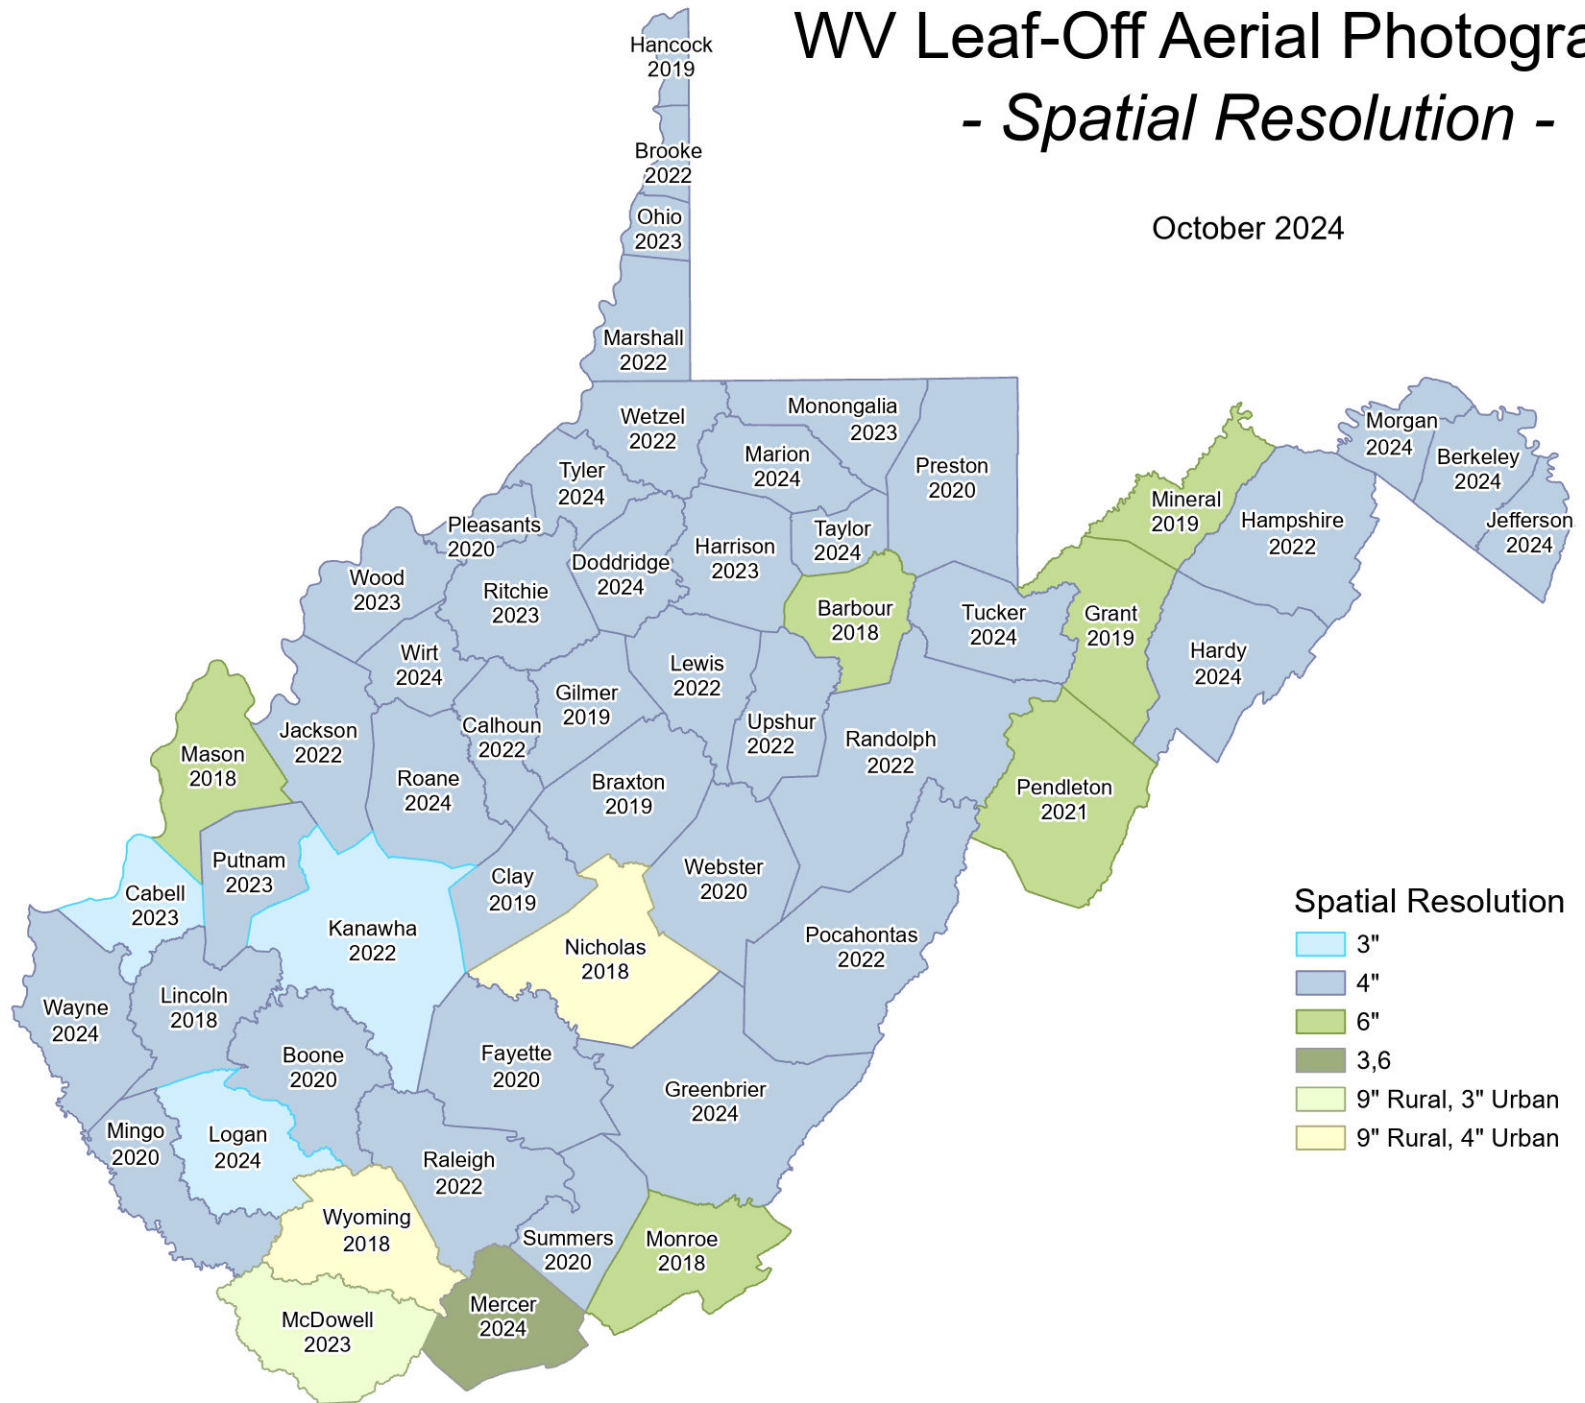 WV Leaf-Off Aerial Photogra
- Spatial Resolution -
October 2024
Hancock
2019
Brooke
2022
Ohio
2023
Marshall
2022
Wetzel
2022
Monongalia
2023
Marion
2024
Preston
2020
Tyler
2024
Pleasants
2020
Doddridge
2024
Harrison
2023
Taylor
2024
Mineral
2019
Hampshire
2022
Morgan
2024
Berkeley
2024
Jefferson
2024
Wood
2023
Ritchie
2023
Barbour
2018
Tucker
2024
Grant
2019
Hardy
2024
Wirt
2024
Gilmer
2019
Lewis
2022
Upshur
2022
Randolph
2022
Pendleton
2021
Mason
2018
Jackson
2022
Roane
2024
Calhoun
2022
Braxton
2019
Webster
2020
Putnam
2023
Cabell
2023
Kanawha
2022
Clay
2019
Nicholas
2018
Pocahontas
2022
Wayne
2024
Lincoln
2018
Boone
2020
Fayette
2020
Greenbrier
2024
Mingo
2020
Logan
2024
Raleigh
2022
Wyoming
2018
Summers
2020
Monroe
2018
McDowell
2023
Mercer
2024
Spatial Resolution
3"
4"
6"
3,6
9" Rural, 3" Urban
9" Rural, 4" Urban